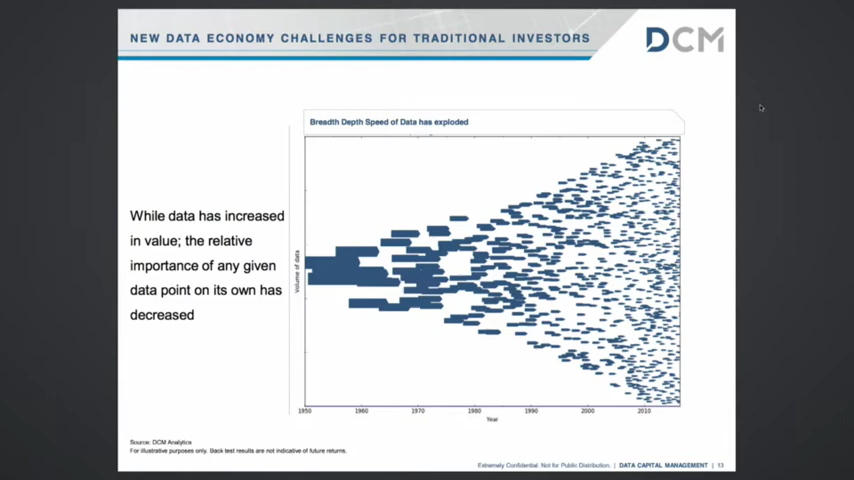 NEW DATA ECONOMY CHALLENGES FOR TRADITIONAL INVESTORS
DCM
Breadth Depth Speed of Data has exploded
While data has increased
in value; the relative
importance of any given
data point on its own has
decreased
Volume of data
1950 1960 1970 1980 1990 2000 2010
Year
Source: DCM Analytics
For illustrative purposes only. Back test results are not indicative of future returns.
Extremely Confidential. Not for Public Distribution. | DATA CAPITAL MANAGEMENT | 13